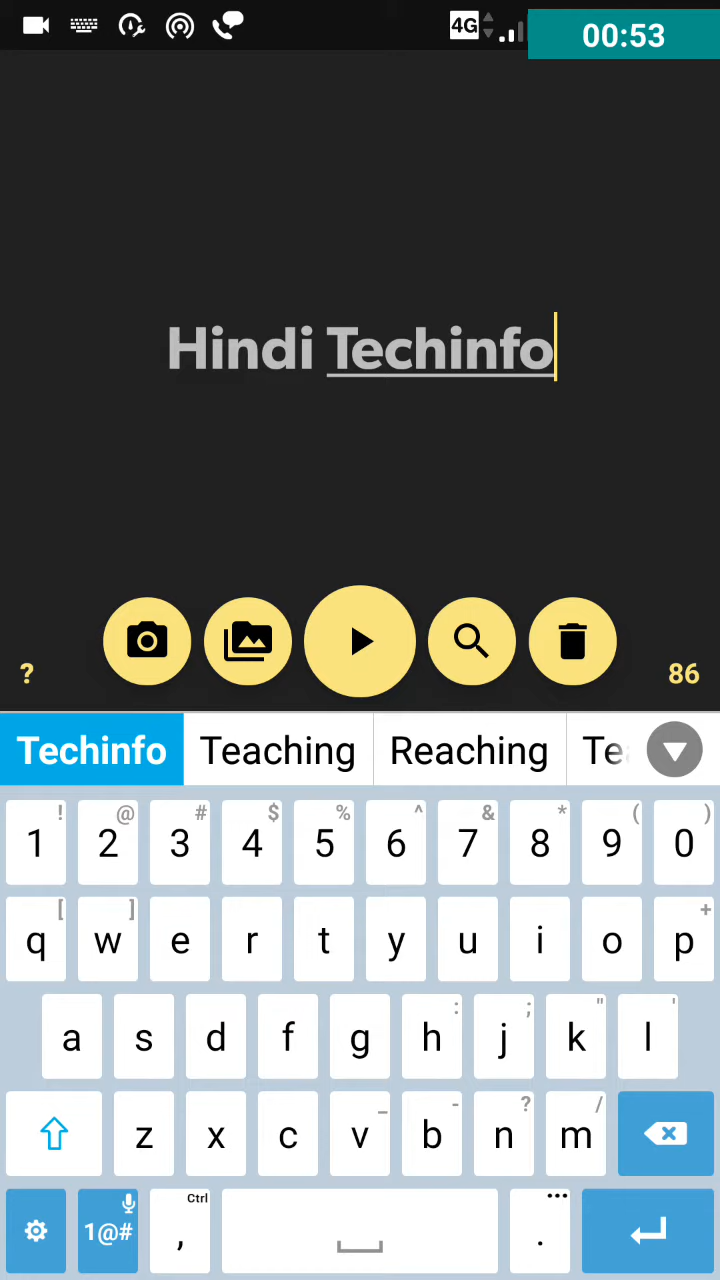 4G 00:53
Hindi Techinfo
? 86
Techinfo Teaching Reaching
! @ # $ % ^ & * ( )
1 2 3 4 5 6 7 8 9 0
[ ] +
q w e r t y u i o p
: ; " '
a s d f g h j k l
_ - ? /
z x c v b n m
Ctrl ...
1@# , .